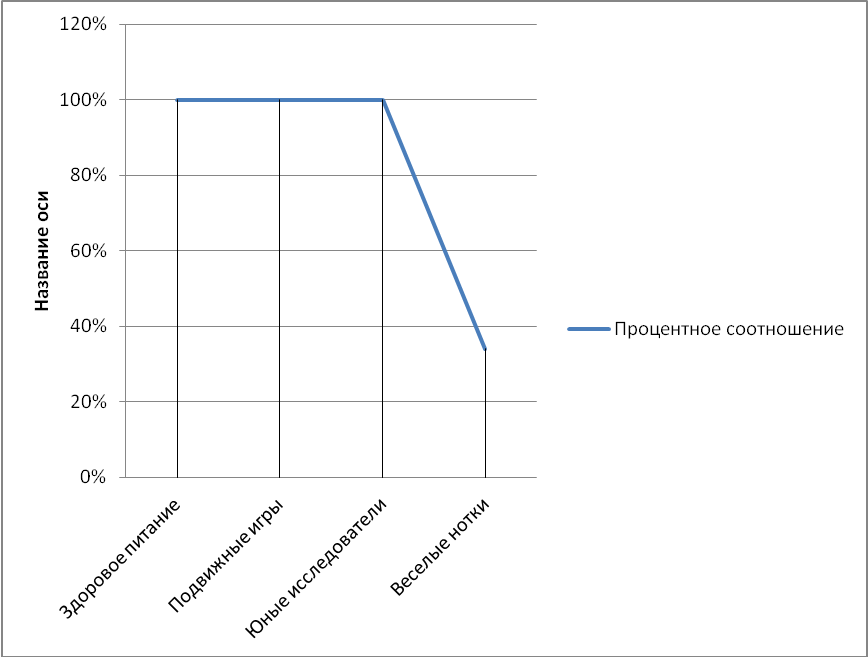 120%
100%
80%
60%
40%
20%
0%
Название оси
Здоровое питание
Подвижные игры
Юные исследователи
Веселые нотки
Процентное соотношение